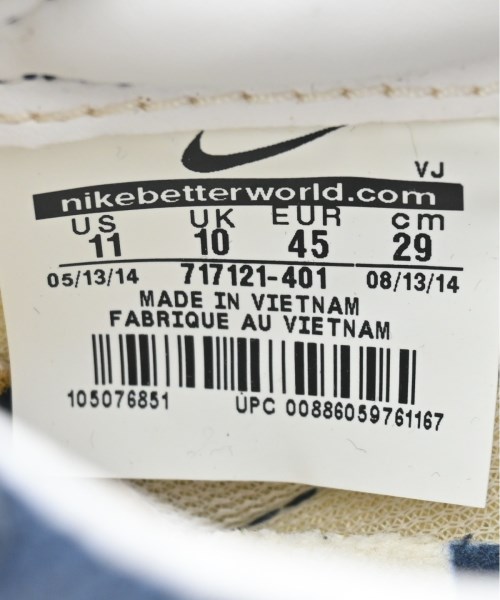 VJ
nikebetterworld.com
US UK EUR cm
11 10 45 29
05/13/14 717121-401 08/13/14
MADE IN VIETNAM
FABRIQUE AU VIETNAM
105076851 UPC 00886059761167